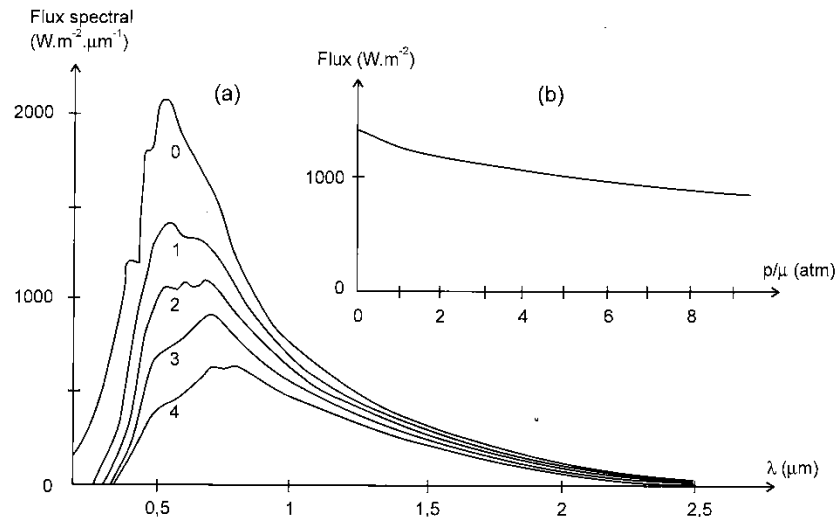 Flux spectral
(W.m⁻².µm⁻¹)
(a)
2000
1000
0
0
1
2
3
4
0,5
1
1,5
2
2,5
λ (µm)
Flux (W.m⁻²)
(b)
1000
0
p/µ (atm)
0
2
4
6
8